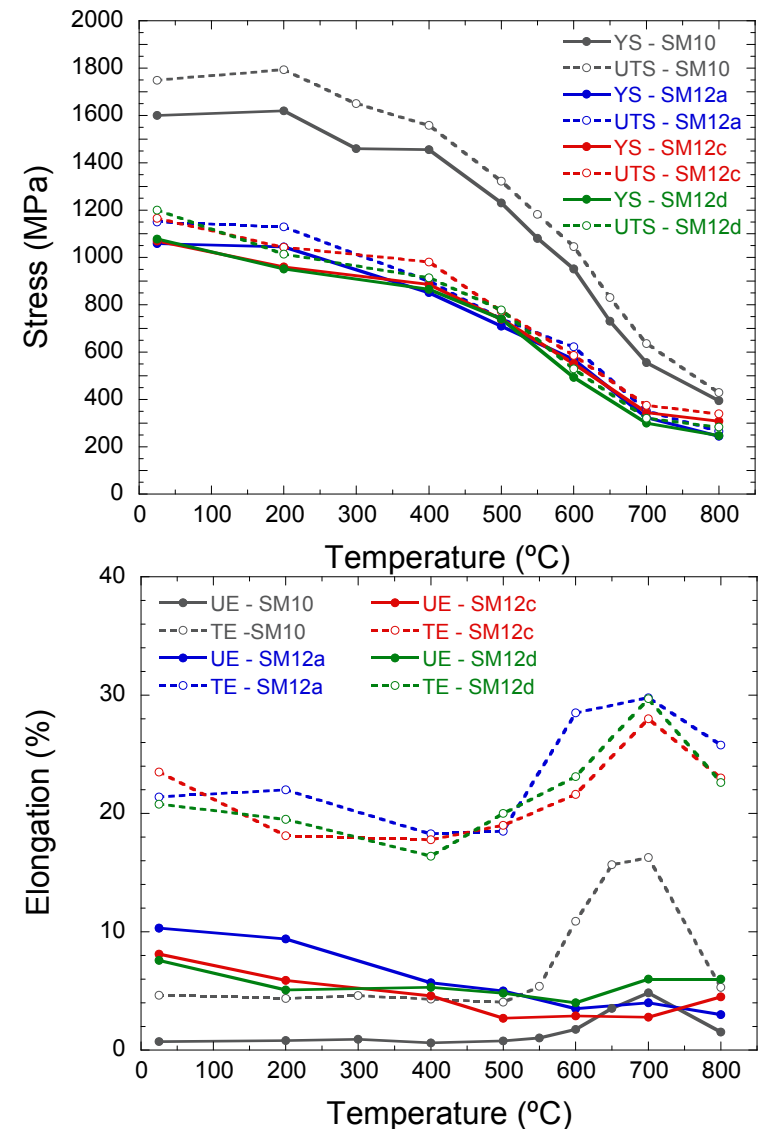 2000
1800
1600
1400
1200
1000
800
600
400
200
0
Stress (MPa)
YS - SM10
UTS - SM10
YS - SM12a
UTS - SM12a
YS - SM12c
UTS - SM12c
YS - SM12d
UTS - SM12d
0 100 200 300 400 500 600 700 800
Temperature (ºC)
40
30
20
10
0
Elongation (%)
UE - SM10 UE - SM12c
TE -SM10 TE - SM12c
UE - SM12a UE - SM12d
TE - SM12a TE - SM12d
0 100 200 300 400 500 600 700 800
Temperature (ºC)